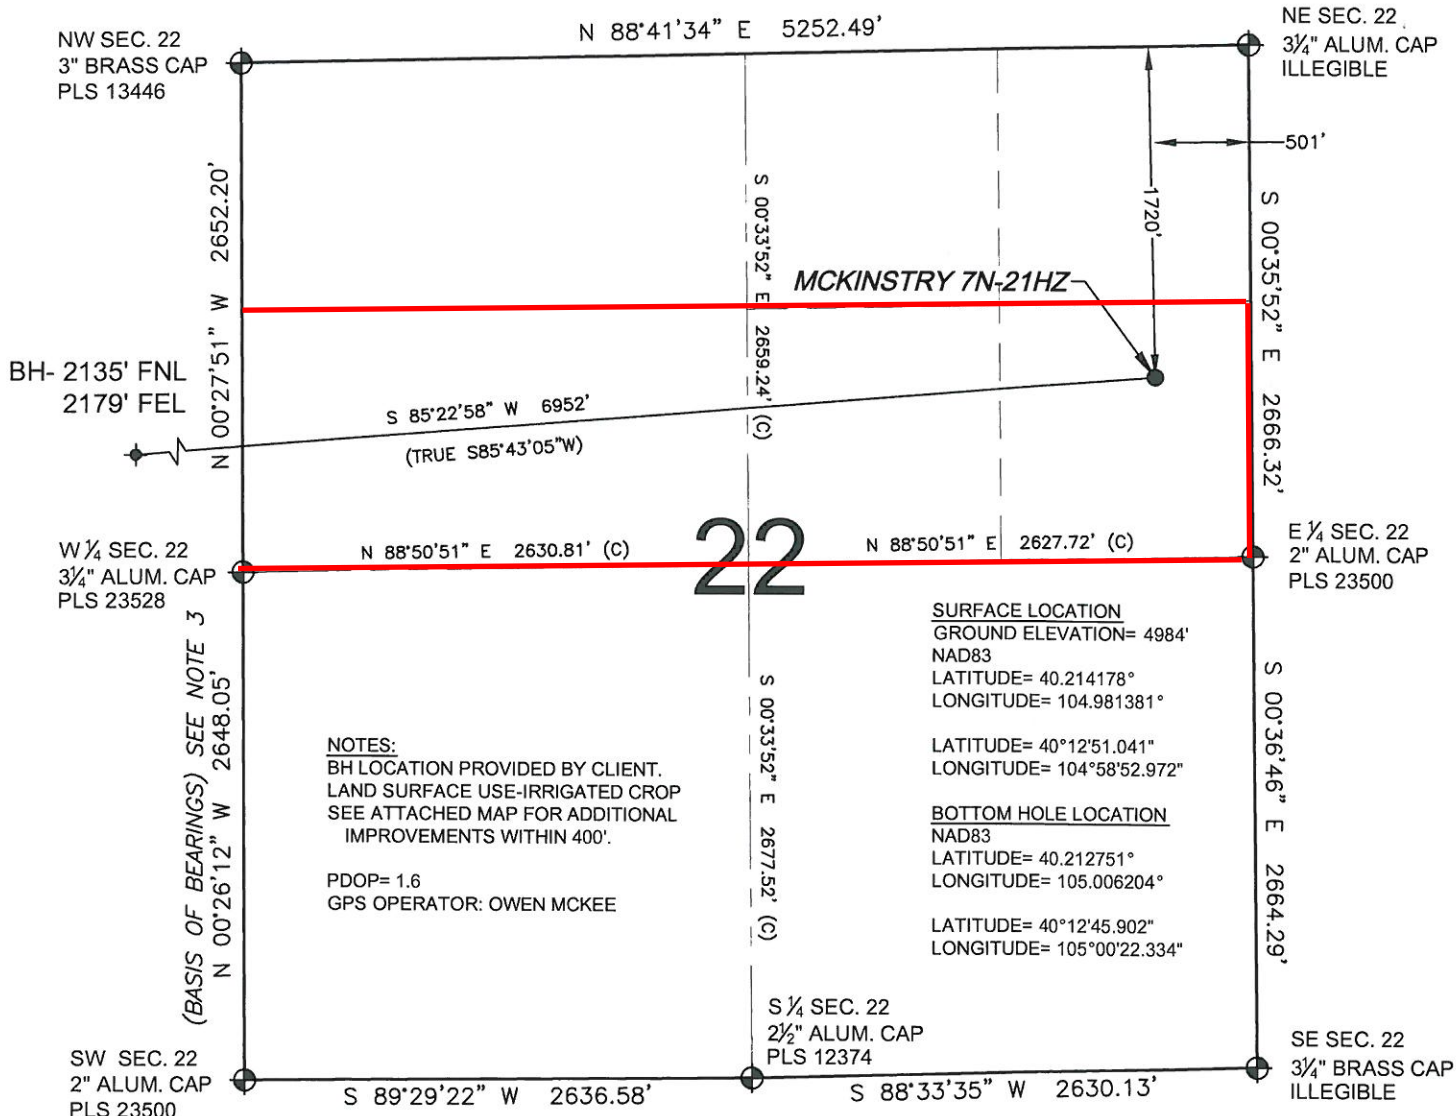 N 88°41'34" E 5252.49'
NW SEC. 22
3" BRASS CAP
PLS 13446
NE SEC. 22
3¼" ALUM. CAP
ILLEGIBLE
501'
1720'
N 00°27'51" W 2652.20'
S 00°33'52" E 2659.24' (C)
S 00°35'52" E 2666.32'
MCKINSTRY 7N-21HZ
BH- 2135' FNL
2179' FEL
S 85°22'58" W 6952'
(TRUE S85°43'05"W)
W ¼ SEC. 22
3¼" ALUM. CAP
PLS 23528
N 88°50'51" E 2630.81' (C)
22
N 88°50'51" E 2627.72' (C)
E ¼ SEC. 22
2" ALUM. CAP
PLS 23500
(BASIS OF BEARINGS) SEE NOTE 3
N 00°26'12" W 2648.05'
NOTES:
BH LOCATION PROVIDED BY CLIENT.
LAND SURFACE USE-IRRIGATED CROP
SEE ATTACHED MAP FOR ADDITIONAL
IMPROVEMENTS WITHIN 400'.
PDOP= 1.6
GPS OPERATOR: OWEN MCKEE
S 00°33'52" E 2677.52' (C)
SURFACE LOCATION
GROUND ELEVATION= 4984'
NAD83
LATITUDE= 40.214178°
LONGITUDE= 104.981381°
LATITUDE= 40°12'51.041"
LONGITUDE= 104°58'52.972"
BOTTOM HOLE LOCATION
NAD83
LATITUDE= 40.212751°
LONGITUDE= 105.006204°
LATITUDE= 40°12'45.902"
LONGITUDE= 105°00'22.334"
S 00°36'46" E 2664.29'
SW SEC. 22
2" ALUM. CAP
PLS 23500
S 89°29'22" W 2636.58'
S ¼ SEC. 22
2½" ALUM. CAP
PLS 12374
S 88°33'35" W 2630.13'
SE SEC. 22
3¼" BRASS CAP
ILLEGIBLE